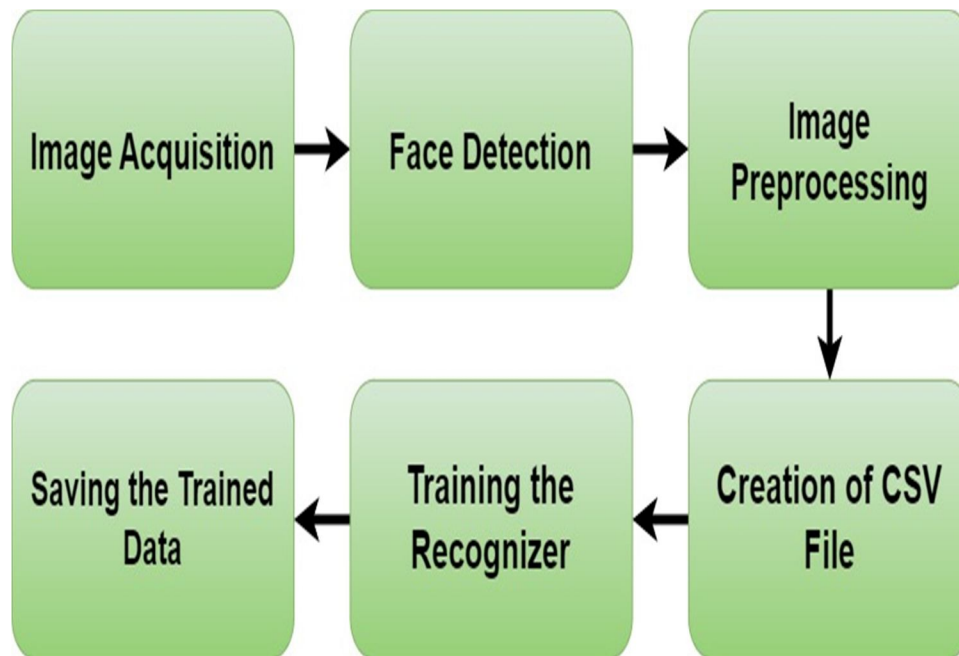 Image Acquisition
Face Detection
Image
Preprocessing
Creation of CSV
File
Training the
Recognizer
Saving the Trained
Data